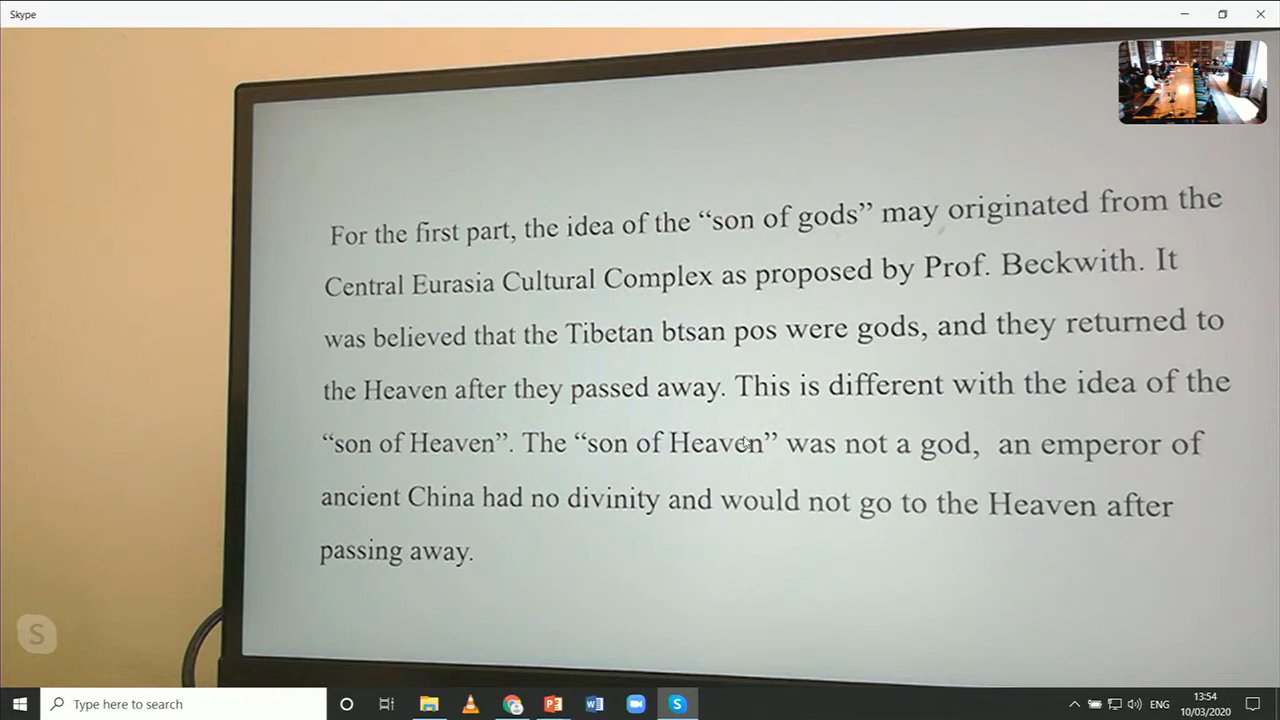 Skype
For the first part, the idea of the “son of gods” may originated from the
Central Eurasia Cultural Complex as proposed by Prof. Beckwith. It
was believed that the Tibetan btsan pos were gods, and they returned to
the Heaven after they passed away. This is different with the idea of the
“son of Heaven”. The “son of Heaven” was not a god, an emperor of
ancient China had no divinity and would not go to the Heaven after
passing away.
S
Type here to search
ENG
13:54
10/03/2020